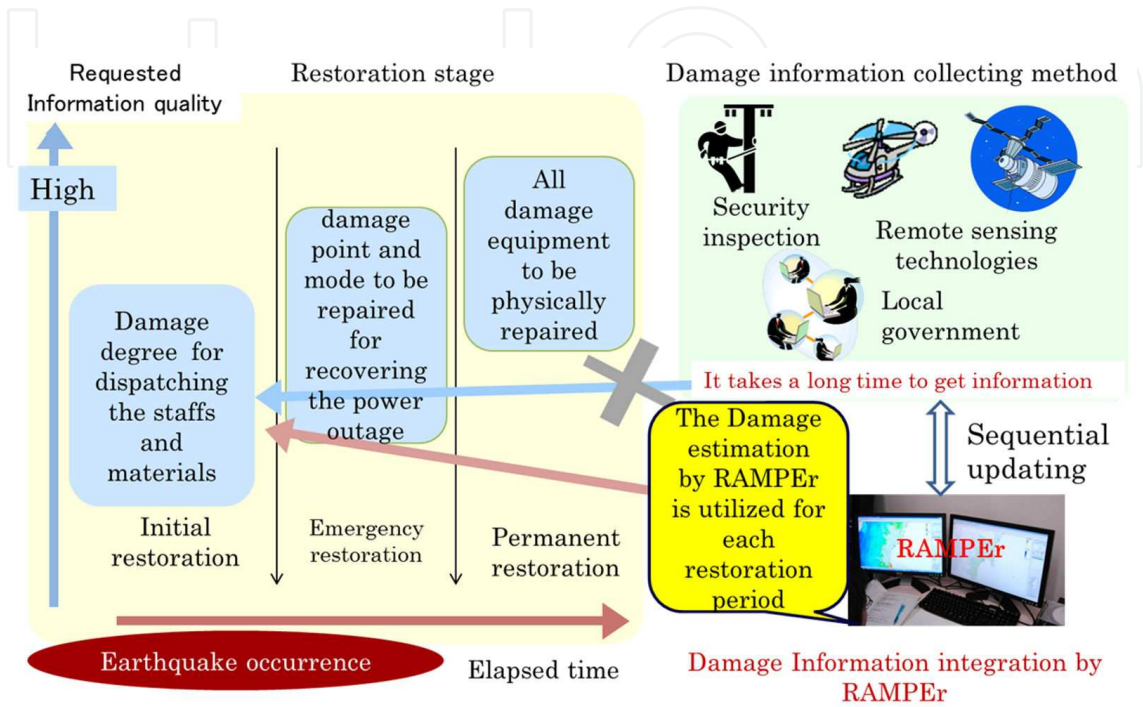 Requested
Information quality
Restoration stage
Damage information collecting method
High
Damage
degree for
dispatching
the staffs
and
materials
damage
point and
mode to be
repaired
for
recovering
the power
outage
All
damage
equipment
to be
physically
repaired
Security
inspection
Remote sensing
technologies
Local
government
It takes a long time to get information
The Damage
estimation
by RAMPEr
is utilized for
each
restoration
period
Sequential
updating
RAMPEr
Initial
restoration
Emergency
restoration
Permanent
restoration
Earthquake occurrence
Elapsed time
Damage Information integration by
RAMPEr